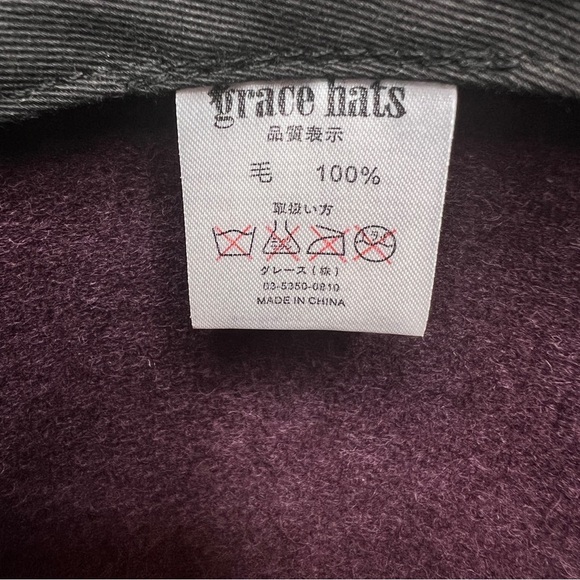 grace hats
品質表示
毛 100%
取扱い方
グレース(株)
03-5350-0810
MADE IN CHINA